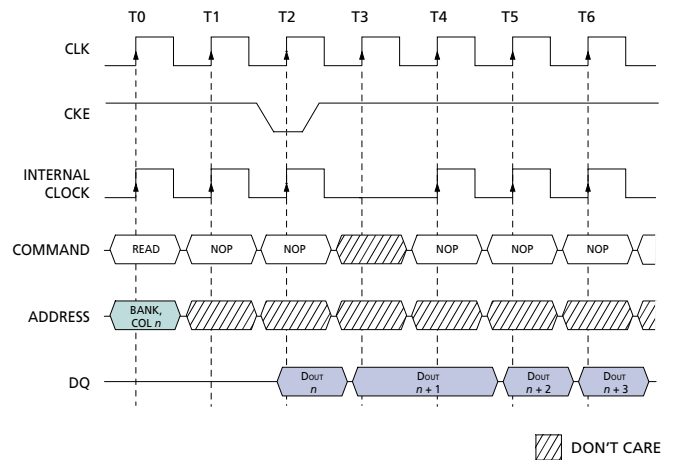 T0 T1 T2 T3 T4 T5 T6
CLK
CKE
INTERNAL
CLOCK
COMMAND READ NOP NOP NOP NOP NOP
ADDRESS BANK,
COL n
DQ DOUT DOUT DOUT DOUT
n n + 1 n + 2 n + 3
DON'T CARE